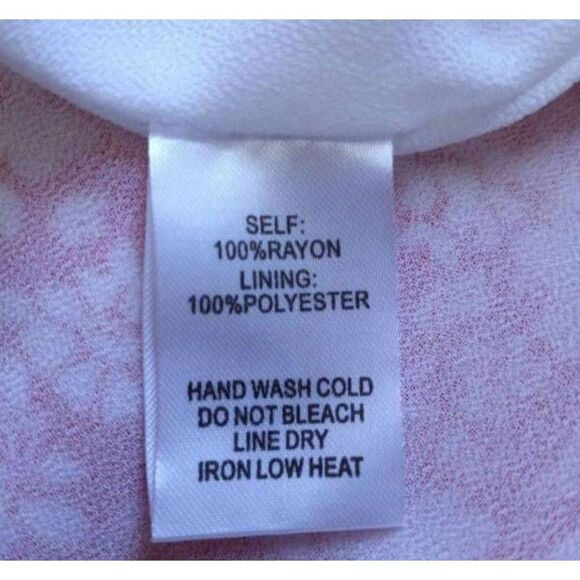 SELF:
100%RAYON
LINING:
100%POLYESTER
HAND WASH COLD
DO NOT BLEACH
LINE DRY
IRON LOW HEAT